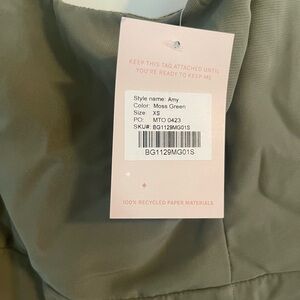 KEEP THIS TAG ATTACHED UNTIL
YOU'RE READY TO KEEP ME
Style name: Amy
Color: Moss Green
Size: XS
PO: MTO 0423
SKU#: BG1129MG01S
BG1129MG01S
100% RECYCLED PAPER MATERIALS